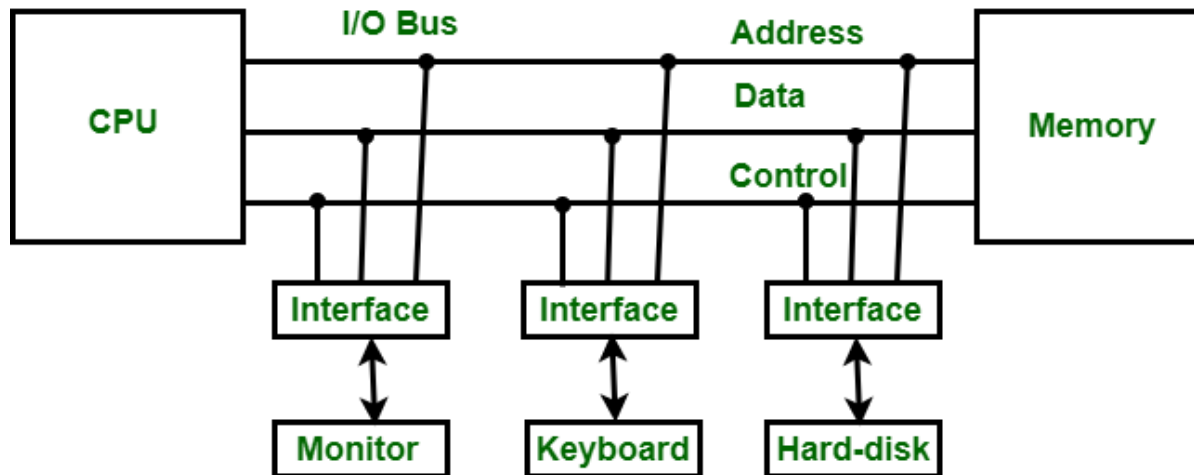 I/O Bus
Address
Data
CPU
Memory
Control
Interface
Interface
Interface
Monitor
Keyboard
Hard-disk